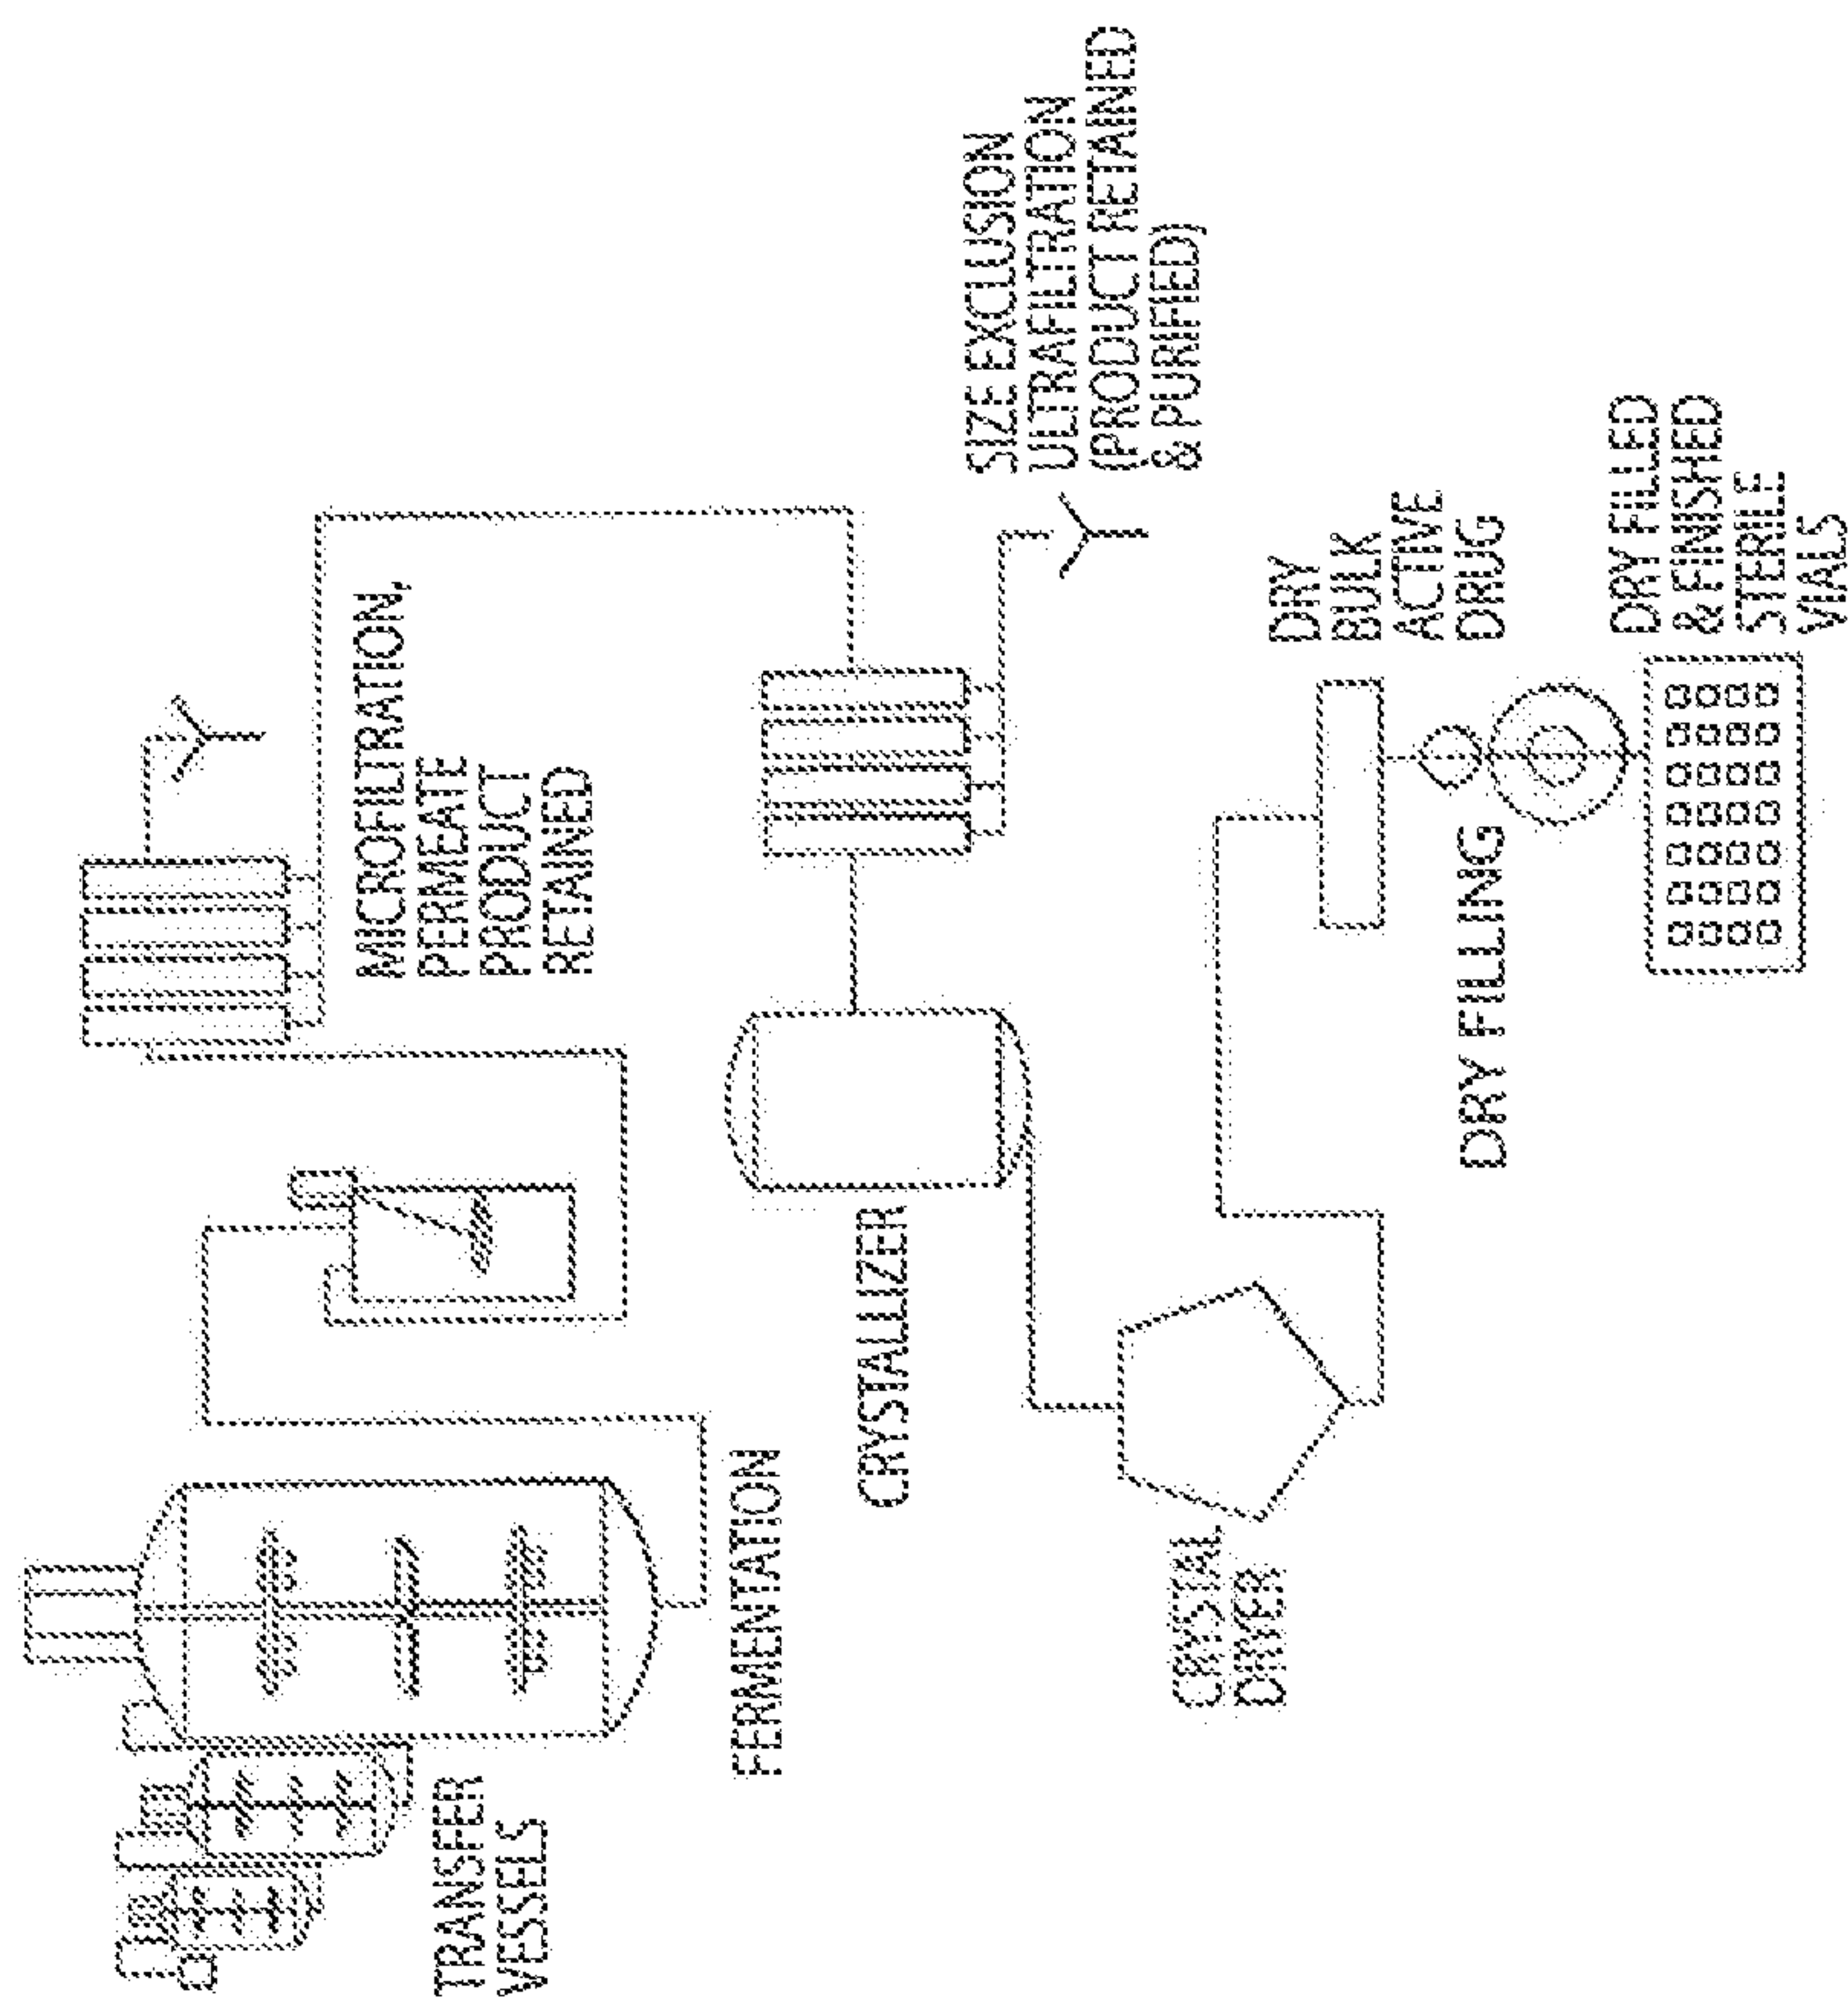 TRANSFER
VESSELS
FERMENTATION
MICROFILTRATION,
PERMEATE
PRODUCT
RETAINED
SIZE EXCLUSION
ULTRAFILTRATION
(PRODUCT RETAINED
& PURIFIED)
CRYSTALLIZER
CRYSTAL
DRYER
DRY
BULK
ACTIVE
DRUG
DRY FILLING
DRY FILLED
& FINISHED
STERILE
VIALS